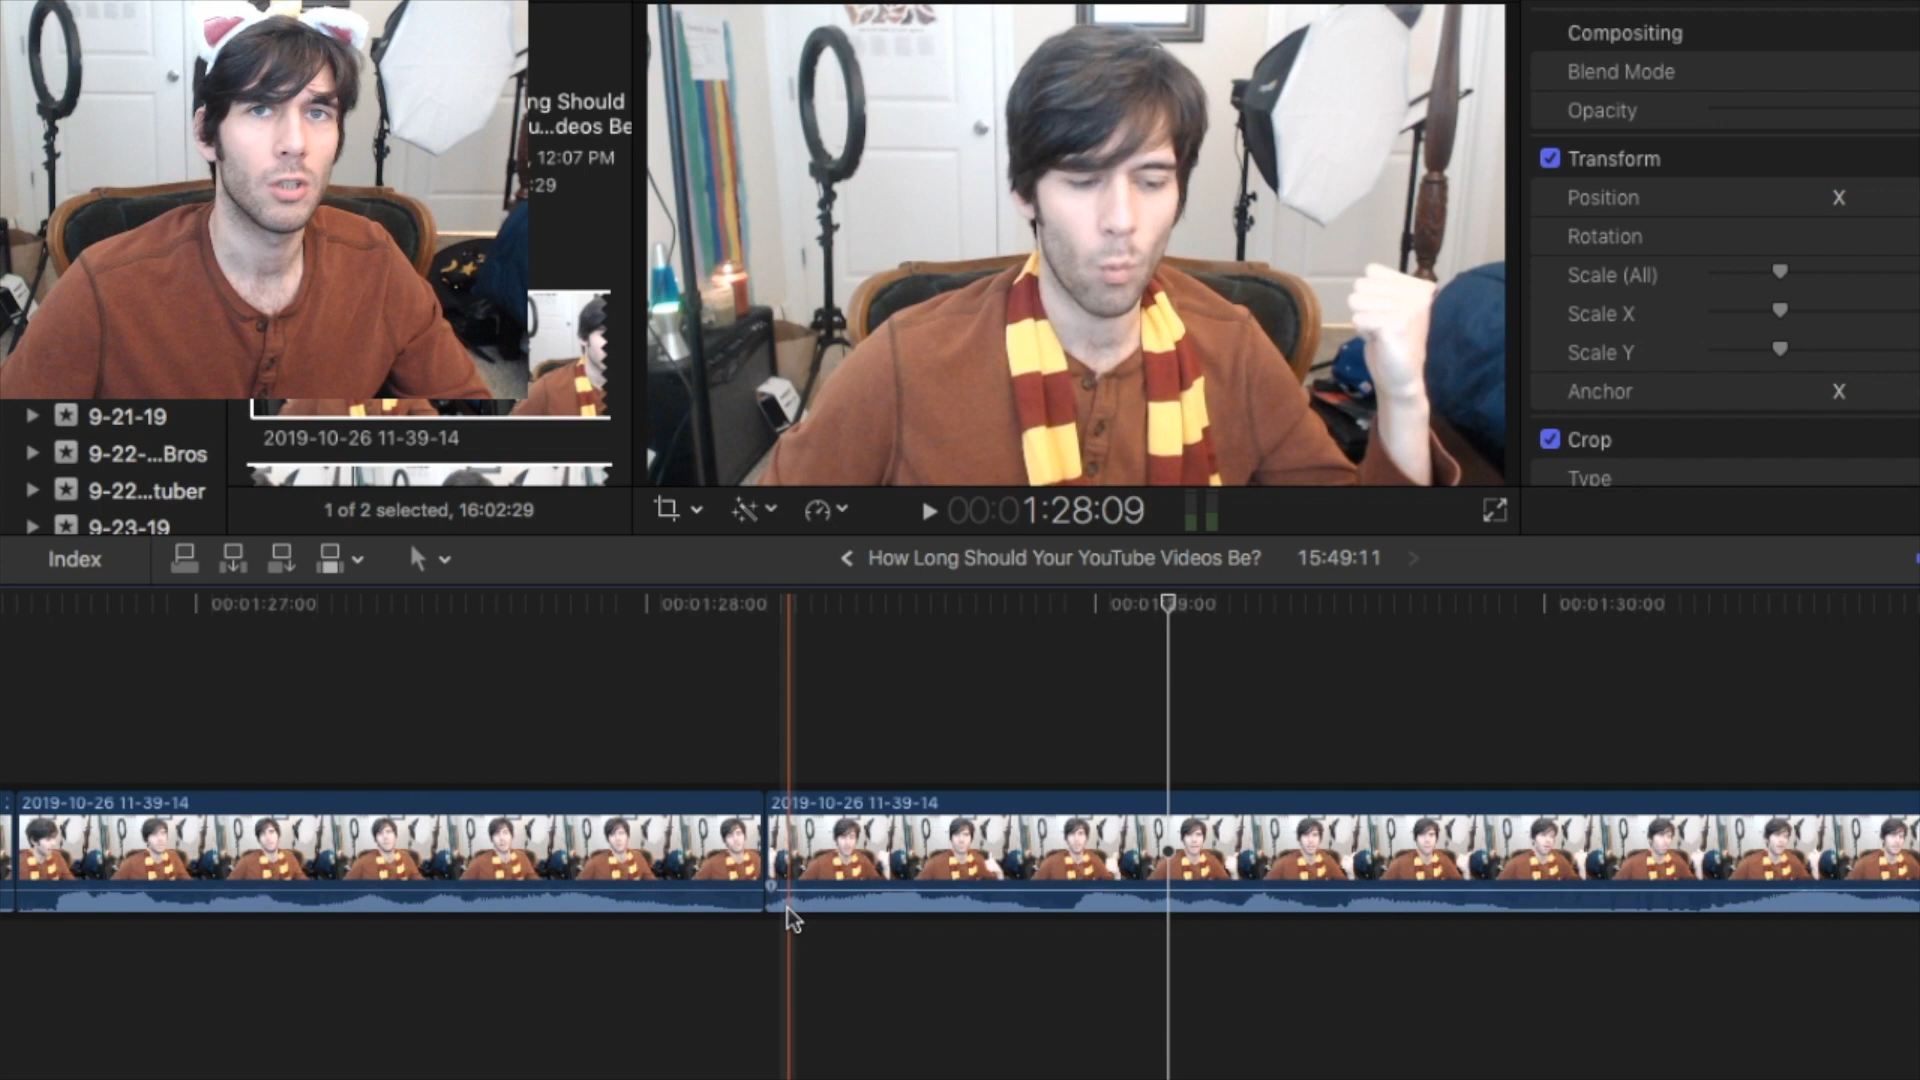 ng Should
u...deos Be
, 12:07 PM
:29
9-21-19
9-22-...Bros
9-22...tuber
9-23-19
2019-10-26 11-39-14
1 of 2 selected, 16:02:29
00:01:28:09
Compositing
Blend Mode
Opacity
Transform
Position X
Rotation
Scale (All)
Scale X
Scale Y
Anchor X
Crop
Type
Index
How Long Should Your YouTube Videos Be? 15:49:11
00:01:27:00 00:01:28:00 00:01:29:00 00:01:30:00
2019-10-26 11-39-14 2019-10-26 11-39-14